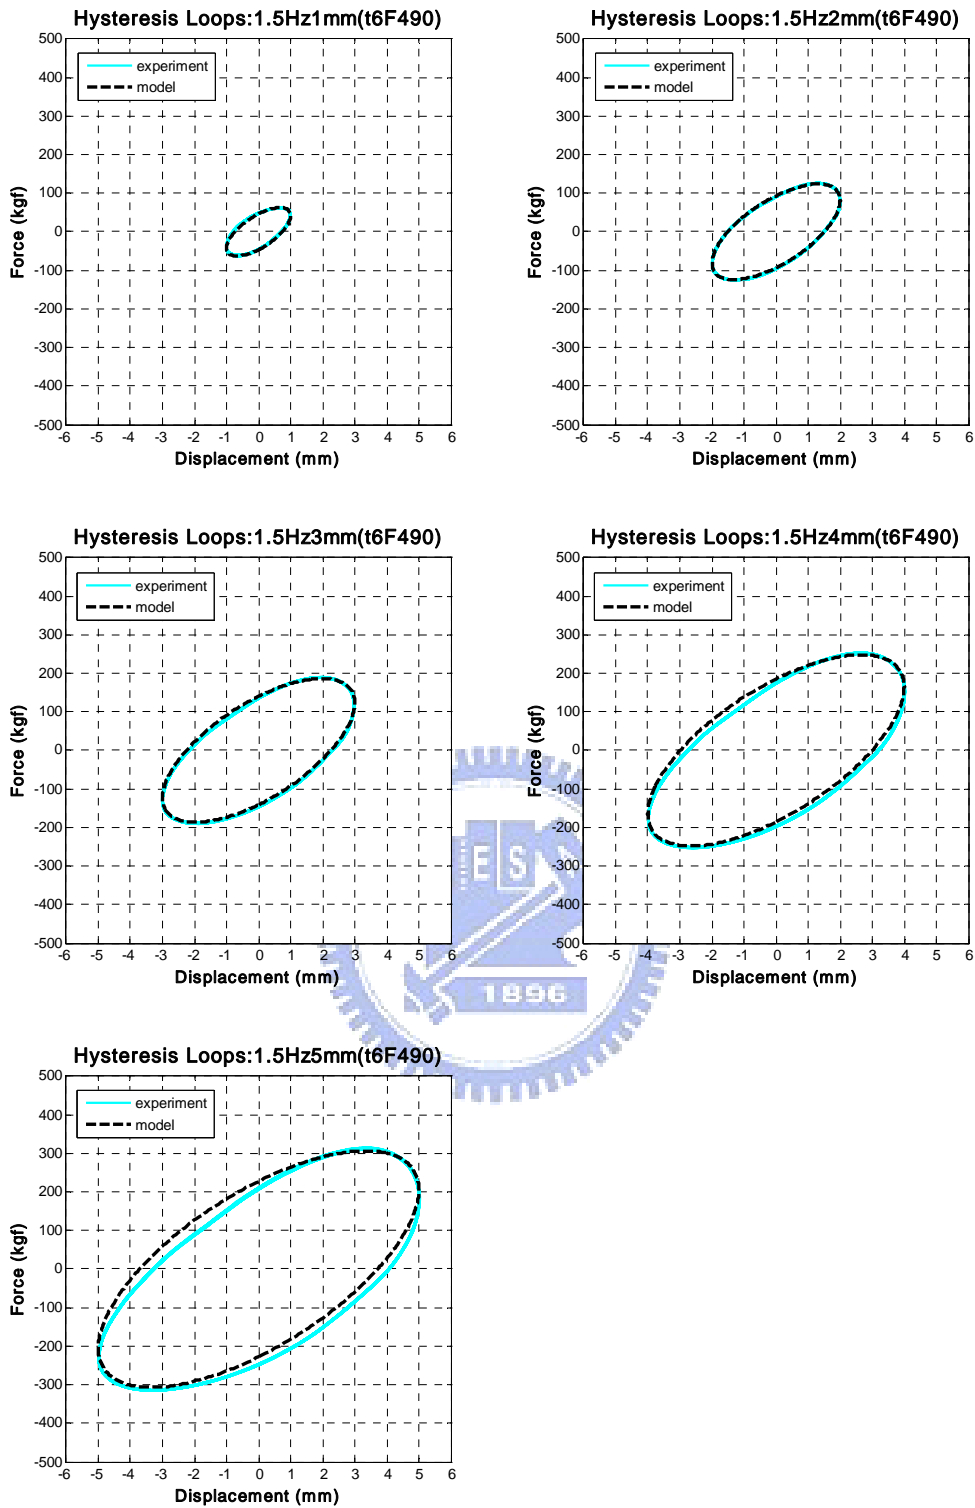 Hysteresis Loops:1.5Hz1mm(t6F490)
experiment
model
Force (kgf)
500
400
300
200
100
0
-100
-200
-300
-400
-500
-6 -5 -4 -3 -2 -1 0 1 2 3 4 5 6
Displacement (mm)
Hysteresis Loops:1.5Hz2mm(t6F490)
experiment
model
Force (kgf)
500
400
300
200
100
0
-100
-200
-300
-400
-500
-6 -5 -4 -3 -2 -1 0 1 2 3 4 5 6
Displacement (mm)
Hysteresis Loops:1.5Hz3mm(t6F490)
experiment
model
Force (kgf)
500
400
300
200
100
0
-100
-200
-300
-400
-500
-6 -5 -4 -3 -2 -1 0 1 2 3 4 5 6
Displacement (mm)
Hysteresis Loops:1.5Hz4mm(t6F490)
experiment
model
Force (kgf)
500
400
300
200
100
0
-100
-200
-300
-400
-500
-6 -5 -4 -3 -2 -1 0 1 2 3 4 5 6
Displacement (mm)
ES
1896
Hysteresis Loops:1.5Hz5mm(t6F490)
experiment
model
Force (kgf)
500
400
300
200
100
0
-100
-200
-300
-400
-500
-6 -5 -4 -3 -2 -1 0 1 2 3 4 5 6
Displacement (mm)